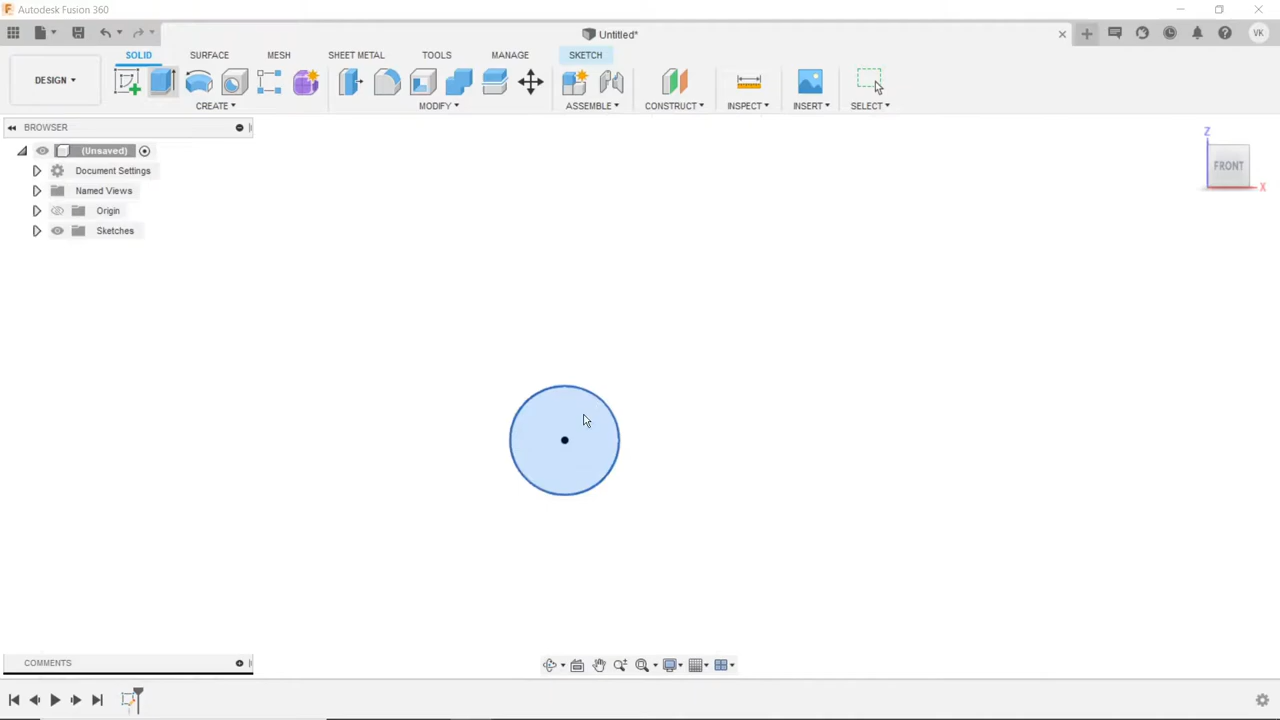 Autodesk Fusion 360
Untitled*
VK
DESIGN
SOLID SURFACE MESH SHEET METAL TOOLS MANAGE SKETCH
CREATE MODIFY ASSEMBLE CONSTRUCT INSPECT INSERT SELECT
BROWSER
(Unsaved)
Document Settings
Named Views
Origin
Sketches
Z
FRONT
X
COMMENTS